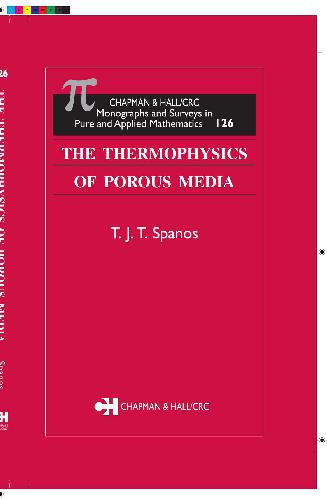 π
CHAPMAN & HALL/CRC
Monographs and Surveys in
Pure and Applied Mathematics 126
THE THERMOPHYSICS
OF POROUS MEDIA
T. J. T. Spanos
CHAPMAN & HALL/CRC
26
THE THERMOPHYSICS OF POROUS MEDIA
Spanos